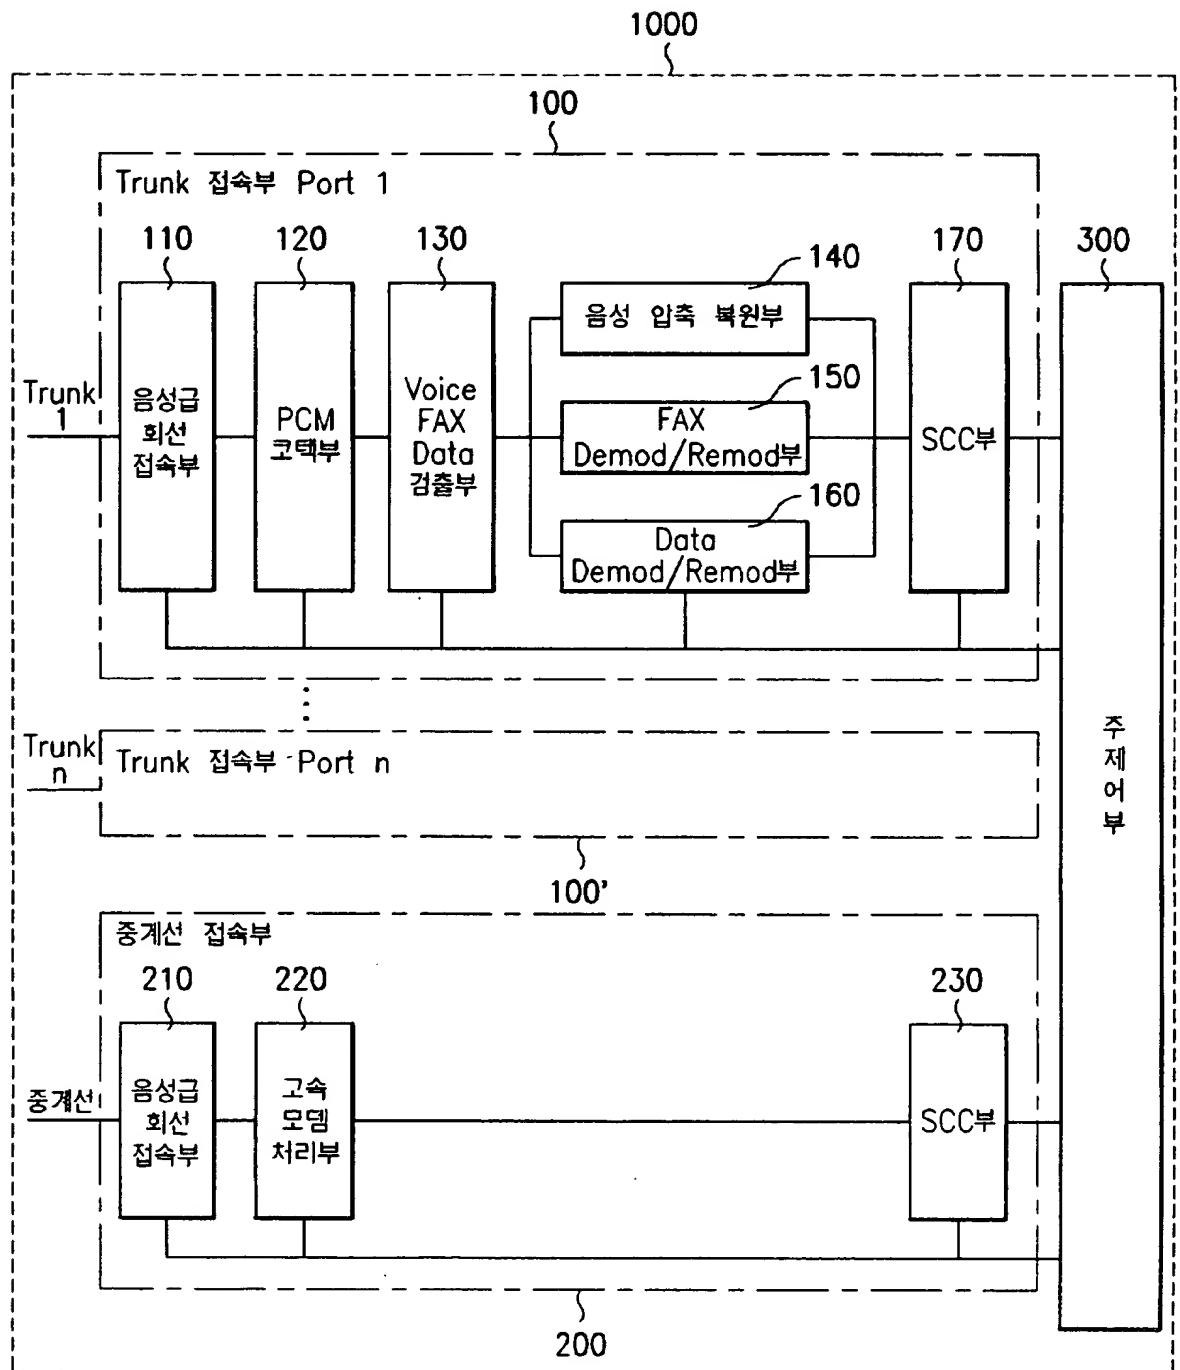 1000
100
Trunk 접속부 Port 1
110
120
130
140
170
300
음성 압축 복원부
Trunk
1
음성급
회선
접속부
PCM
코덱부
Voice
FAX
Data
검출부
150
FAX
Demod/Remod부
SCC부
160
Data
Demod/Remod부
Trunk
n
Trunk 접속부 Port n
주
제
어
부
100'
중계선 접속부
210
220
230
중계선
음성급
회선
접속부
고속
모뎀
처리부
SCC부
200